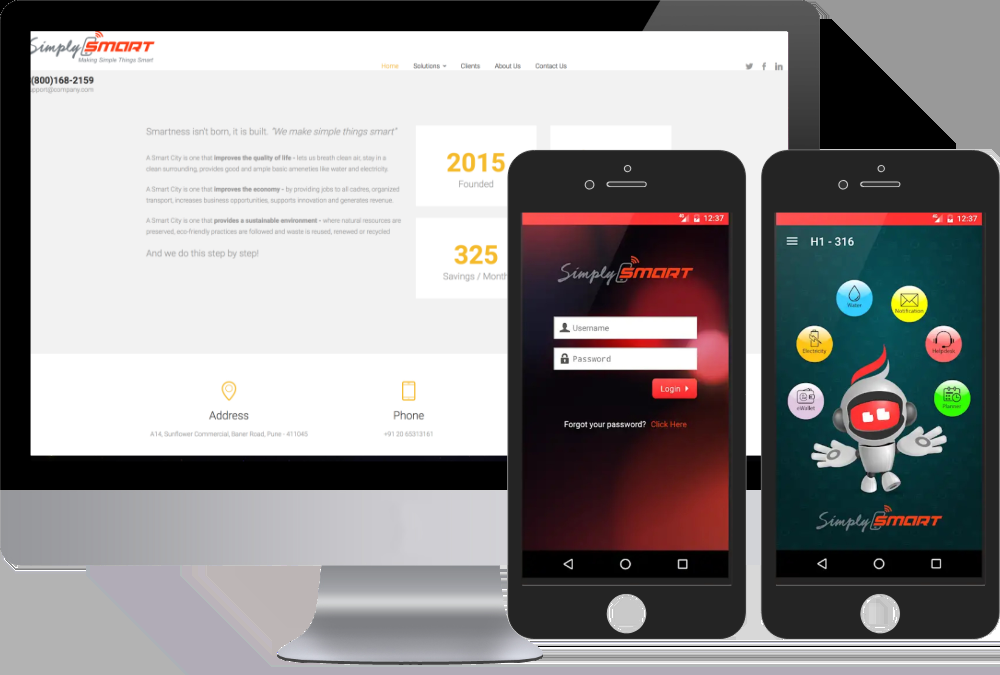 Simply SMART
Making Simple Things Smart
(800)168-2159
upport@company.com
Home Solutions Clients About Us Contact Us
Smartness isn't born, it is built. "We make simple things smart"
A Smart City is one that improves the quality of life - lets us breath clean air, stay in a
clean surrounding, provides good and ample basic ameneties like water and electricity.
A Smart City is one that improves the economy - by providing jobs to all cadres, organized
transport, increases business opportunities, supports innovation and generates revenue.
A Smart City is one that provides a sustainable environment - where natural resources are
preserved, eco friendly practices are followed and waste is reused, renewed or recycled
And we do this step by step!
2015
Founded
325
Savings / Month
Address
A14, Sunflower Commercial, Baner Road, Pune - 411045
Phone
+91 20 65313161
12:37
Simply SMART
Username
Password
Login
Forgot your password? Click Here
12:37
H1 - 316
Water
Notification
Electricity
Helpdesk
eWallet
Planner
Simply SMART